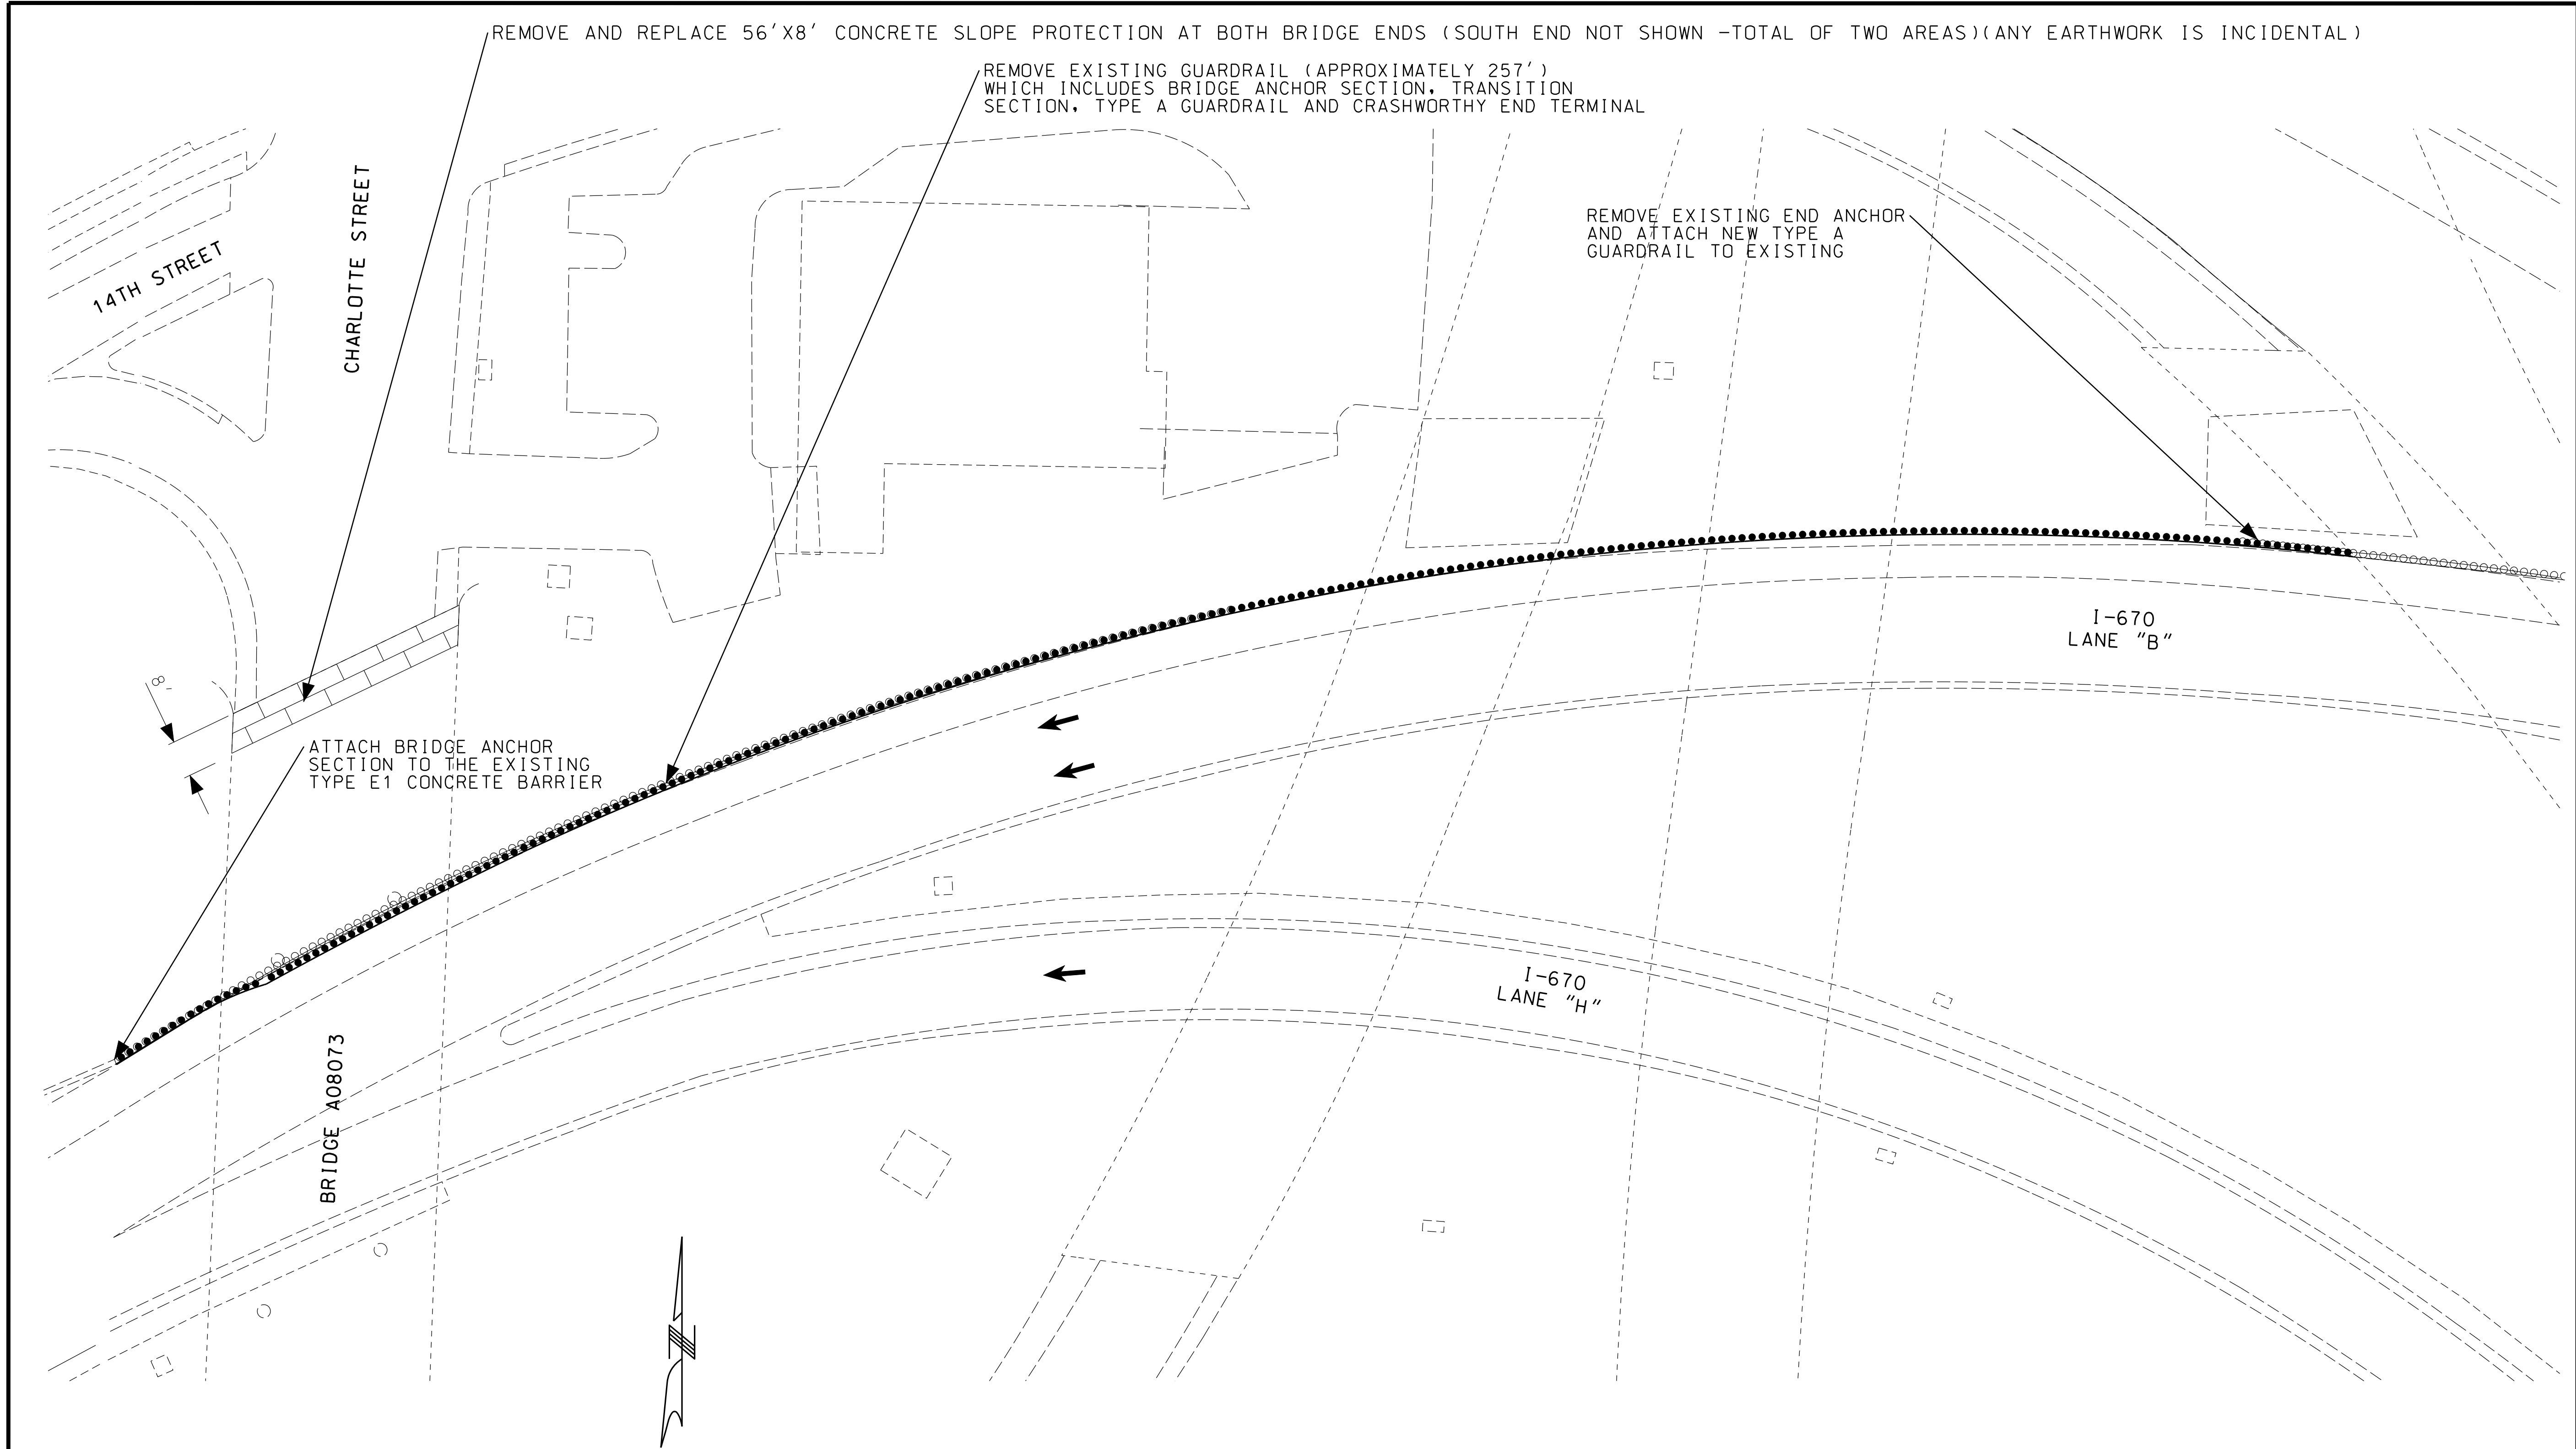 REMOVE AND REPLACE 56'X8' CONCRETE SLOPE PROTECTION AT BOTH BRIDGE ENDS (SOUTH END NOT SHOWN -TOTAL OF TWO AREAS)(ANY EARTHWORK IS INCIDENTAL)
REMOVE EXISTING GUARDRAIL (APPROXIMATELY 257')
WHICH INCLUDES BRIDGE ANCHOR SECTION, TRANSITION
SECTION, TYPE A GUARDRAIL AND CRASHWORTHY END TERMINAL
REMOVE EXISTING END ANCHOR
AND ATTACH NEW TYPE A
GUARDRAIL TO EXISTING
14TH STREET
CHARLOTTE STREET
8'
ATTACH BRIDGE ANCHOR
SECTION TO THE EXISTING
TYPE E1 CONCRETE BARRIER
I-670
LANE "B"
I-670
LANE "H"
BRIDGE A08073
N